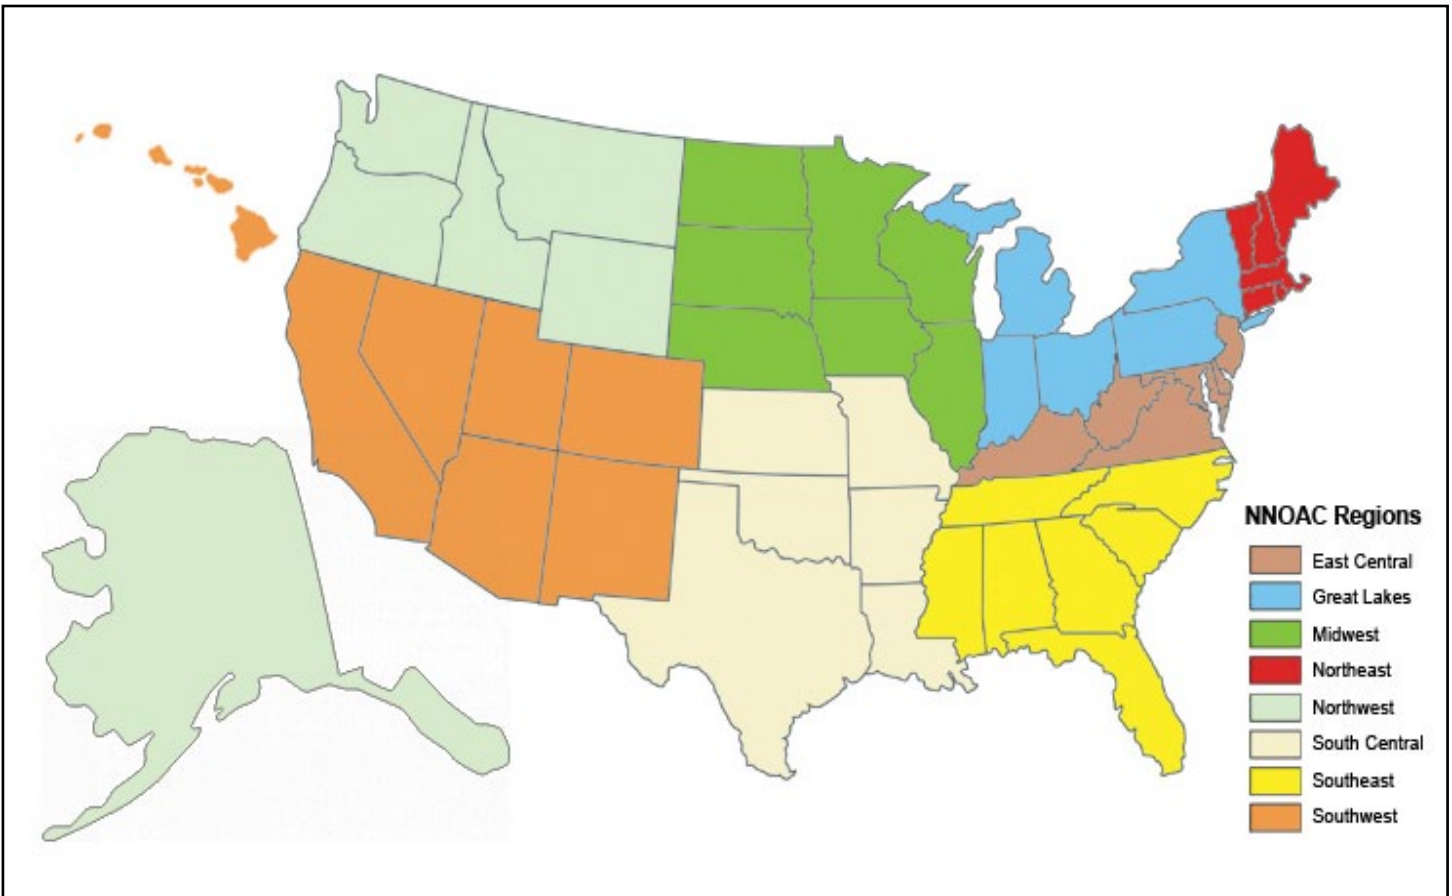 NNOAC Regions
East Central
Great Lakes
Midwest
Northeast
Northwest
South Central
Southeast
Southwest